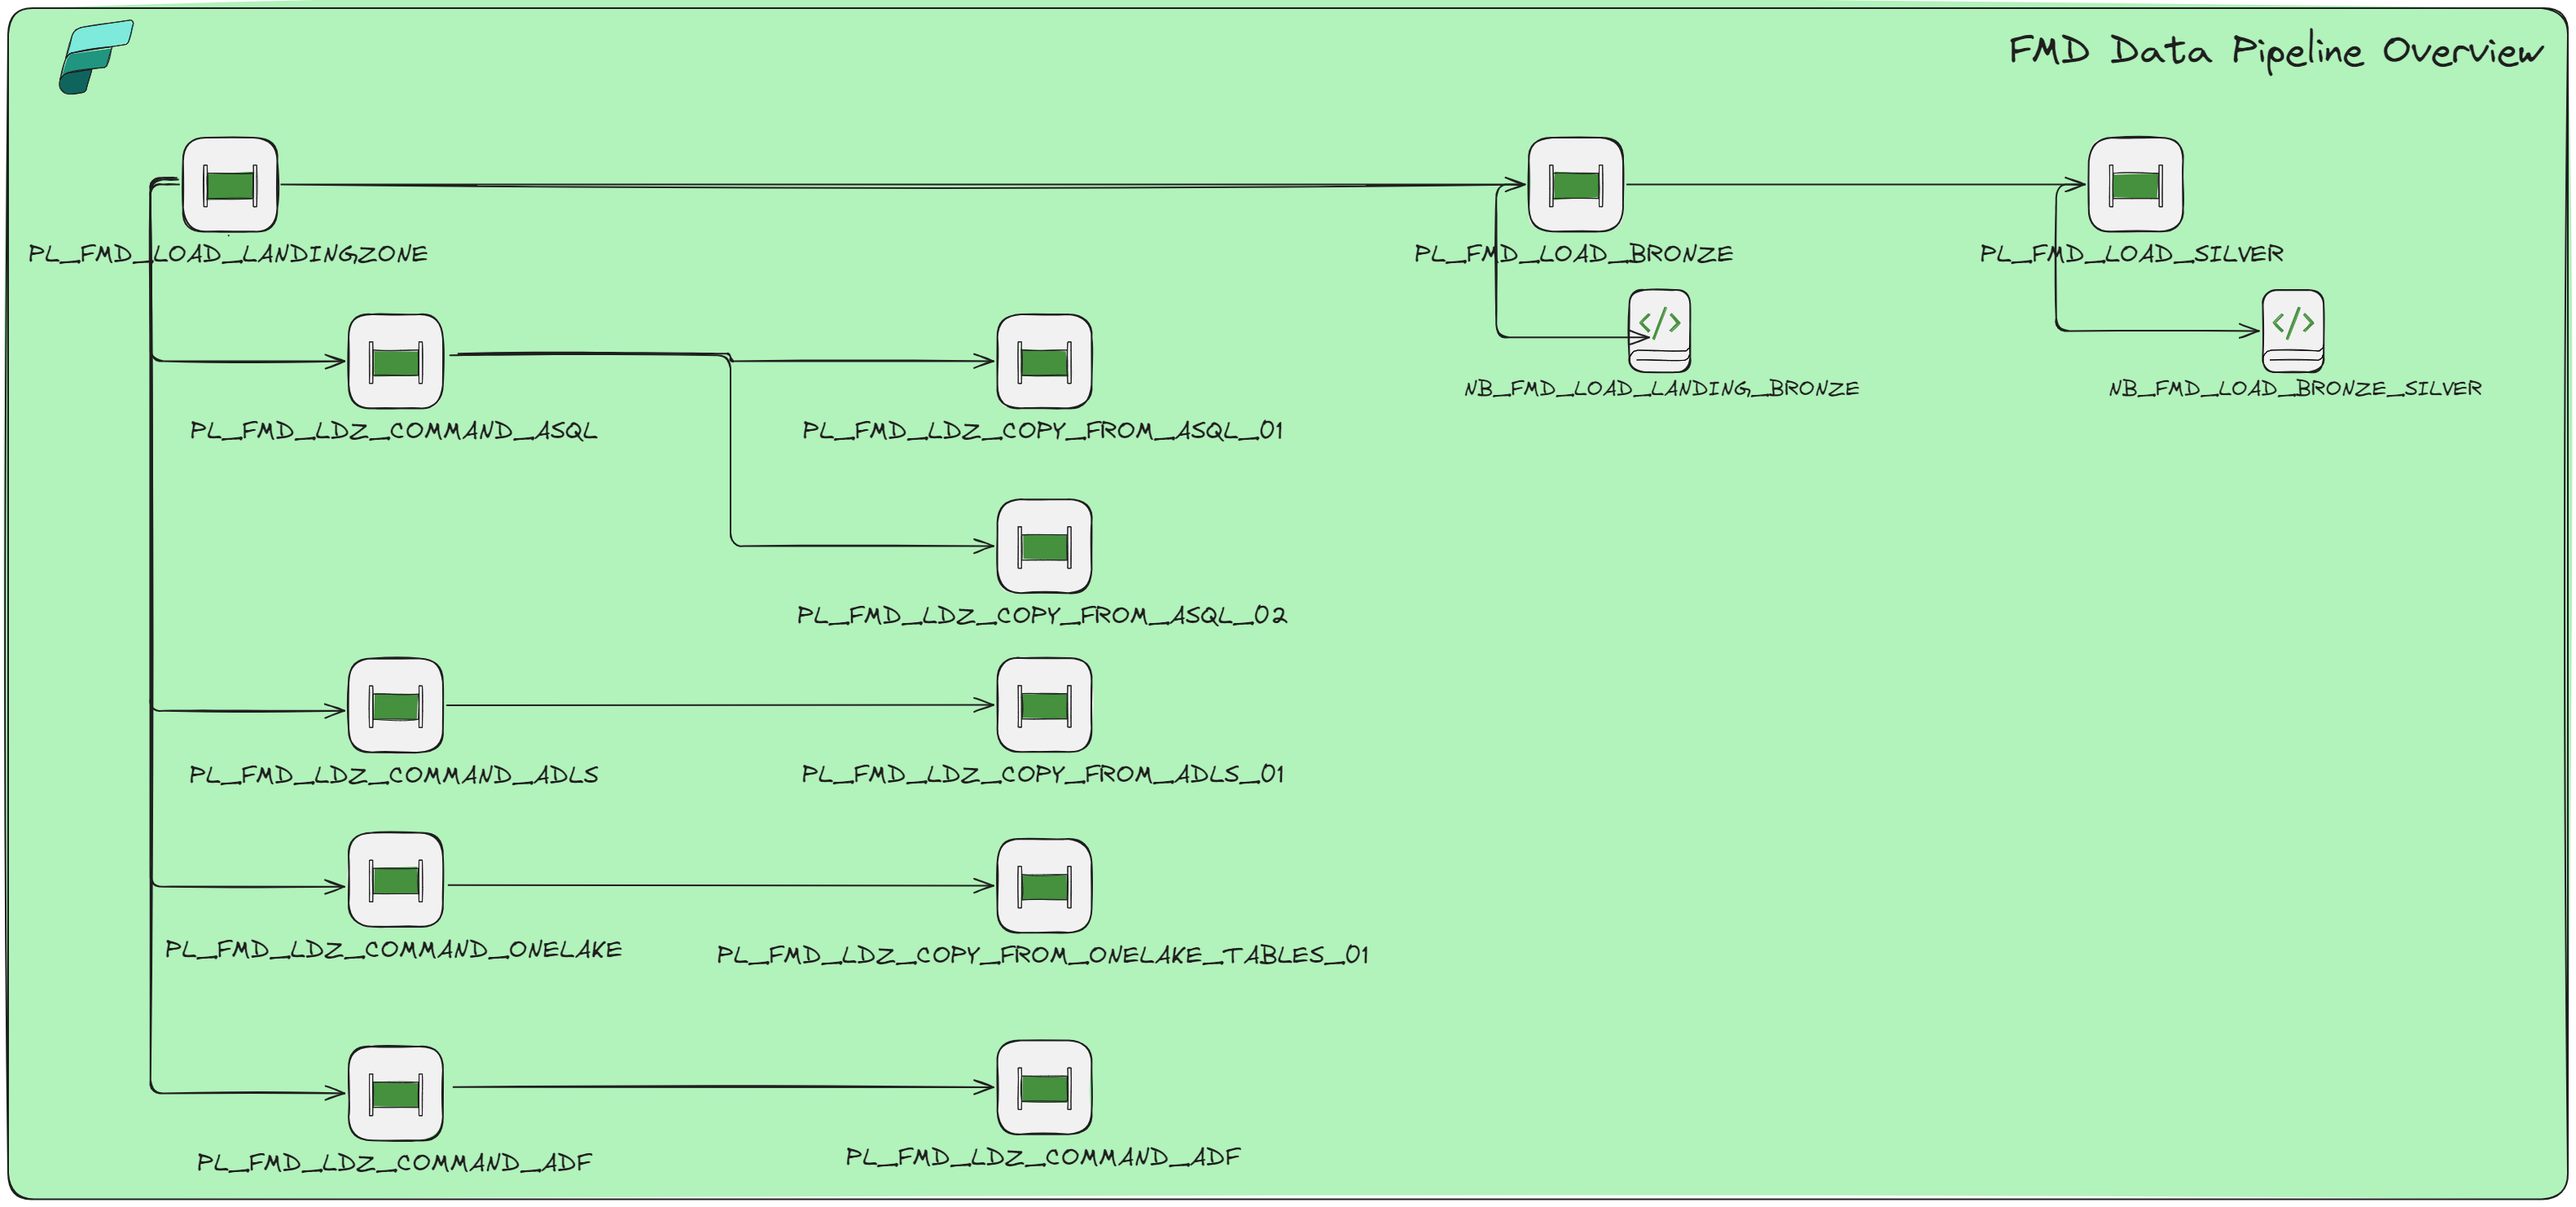 FMD Data Pipeline Overview
PL_FMD_LOAD_LANDINGZONE
PL_FMD_LOAD_BRONZE
PL_FMD_LOAD_SILVER
</>
</>
NB_FMD_LOAD_LANDING_BRONZE
NB_FMD_LOAD_BRONZE_SILVER
PL_FMD_LDZ_COMMAND_ASQL
PL_FMD_LDZ_COPY_FROM_ASQL_01
PL_FMD_LDZ_COPY_FROM_ASQL_02
PL_FMD_LDZ_COMMAND_ADLS
PL_FMD_LDZ_COPY_FROM_ADLS_01
PL_FMD_LDZ_COMMAND_ONELAKE
PL_FMD_LDZ_COPY_FROM_ONELAKE_TABLES_01
PL_FMD_LDZ_COMMAND_ADF
PL_FMD_LDZ_COMMAND_ADF